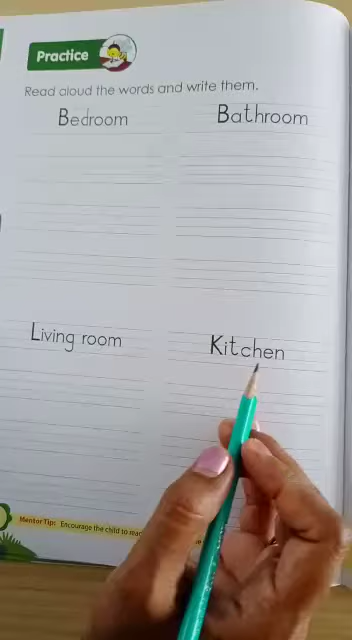 Practice
Read aloud the words and write them.
Bedroom
Bathroom
Living room
Kitchen
Mentor Tip: Encourage the child to